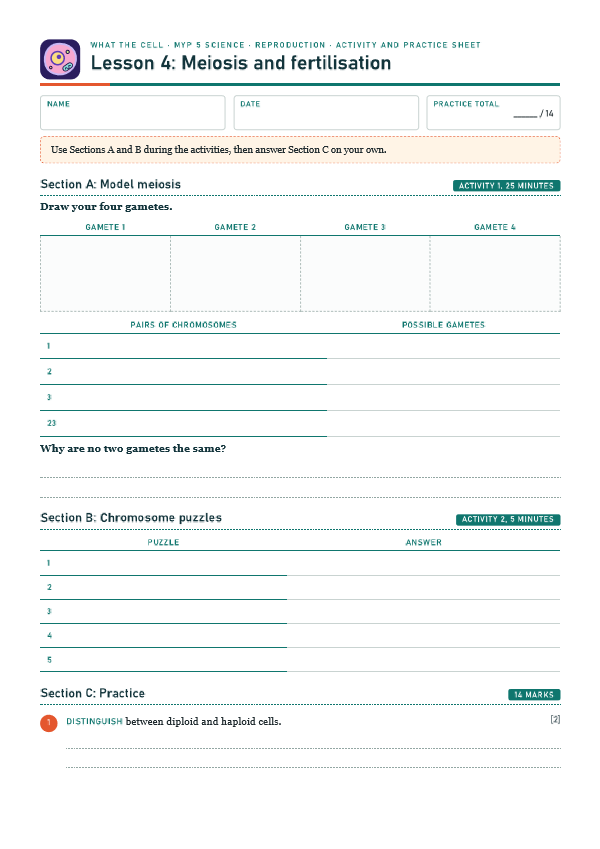 WHAT THE CELL · MYP 5 SCIENCE · REPRODUCTION · ACTIVITY AND PRACTICE SHEET
Lesson 4: Meiosis and fertilisation
NAME
DATE
PRACTICE TOTAL
_____ / 14
Use Sections A and B during the activities, then answer Section C on your own.
Section A: Model meiosis
ACTIVITY 1, 25 MINUTES
Draw your four gametes.
GAMETE 1 GAMETE 2 GAMETE 3 GAMETE 4
PAIRS OF CHROMOSOMES POSSIBLE GAMETES
1
2
3
23
Why are no two gametes the same?
Section B: Chromosome puzzles
ACTIVITY 2, 5 MINUTES
PUZZLE ANSWER
1
2
3
4
5
Section C: Practice
14 MARKS
1 DISTINGUISH between diploid and haploid cells. [2]